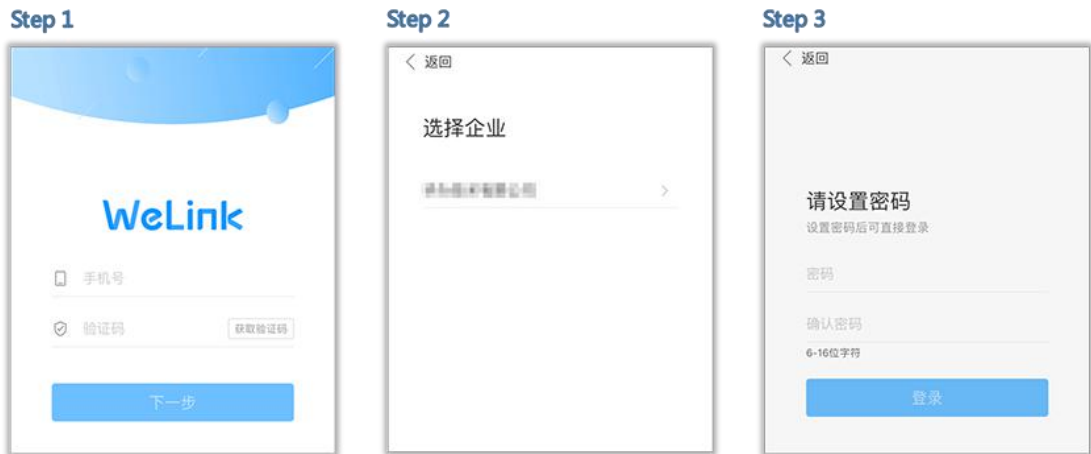 Step 1
WeLink
手机号
验证码
获取验证码
下一步
Step 2
返回
选择企业
Step 3
返回
请设置密码
设置密码后可直接登录
密码
确认密码
6-16位字符
登录